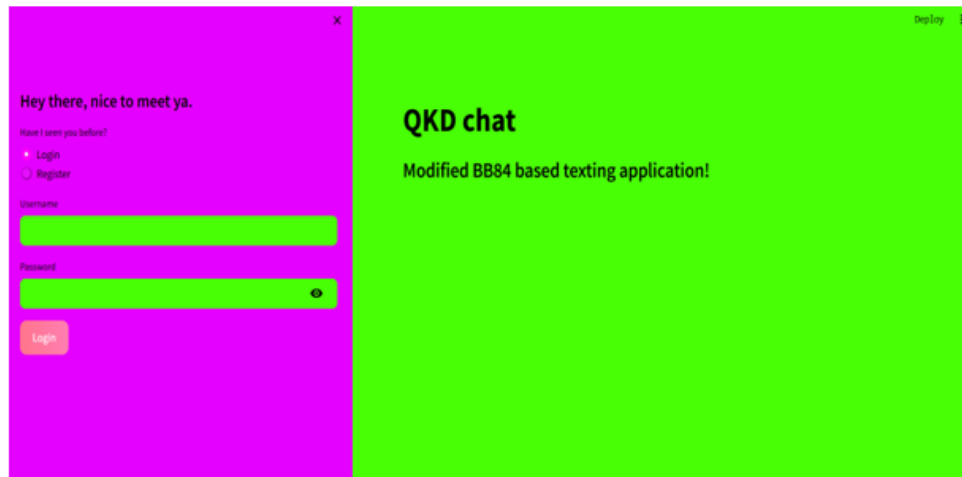 Hey there, nice to meet ya.
Have I seen you before?
Login
Register
Username
Password
Login
Deploy
QKD chat
Modified BB84 based texting application!